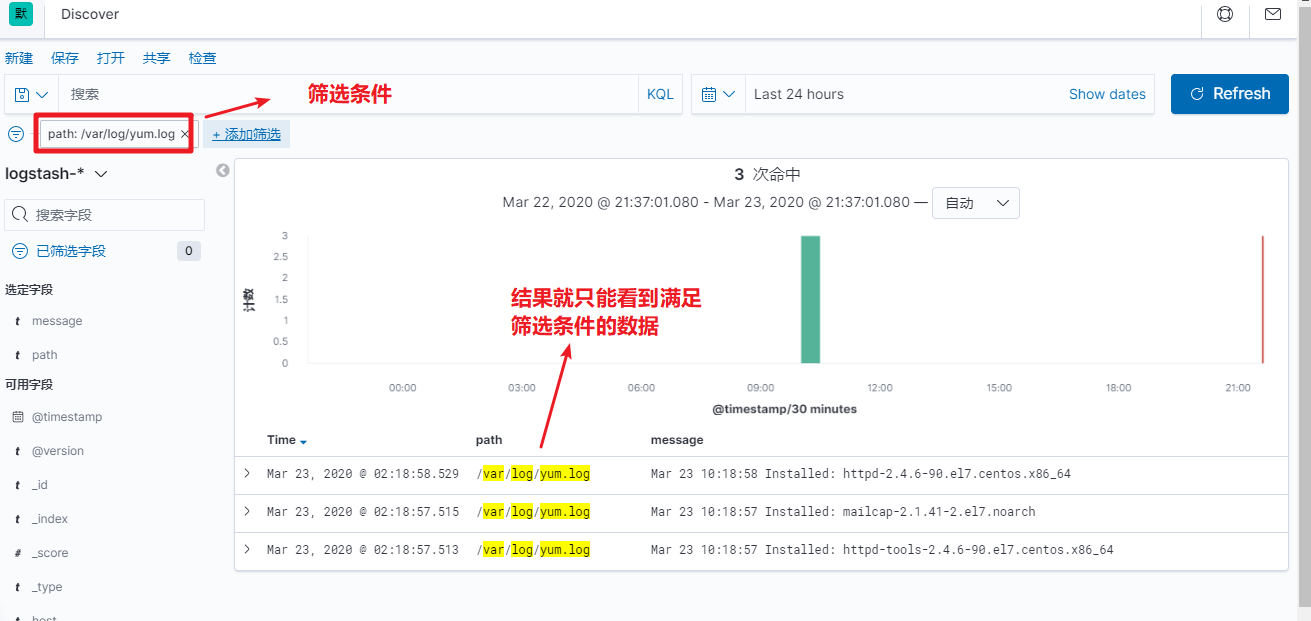 默 Discover
新建 保存 打开 共享 检查
搜索 KQL Last 24 hours Show dates Refresh
筛选条件
path: /var/log/yum.log × + 添加筛选
logstash-*
3 次命中
搜索字段
Mar 22, 2020 @ 21:37:01.080 - Mar 23, 2020 @ 21:37:01.080 — 自动
已筛选字段 0
选定字段
t message
t path
可用字段
@timestamp
t @version
t _id
t _index
# _score
t _type
t host
计数
3
2.5
2
1.5
1
0.5
0
结果就只能看到满足
筛选条件的数据
00:00 03:00 06:00 09:00 12:00 15:00 18:00 21:00
@timestamp/30 minutes
Time path message
Mar 23, 2020 @ 02:18:58.529 /var/log/yum.log Mar 23 10:18:58 Installed: httpd-2.4.6-90.el7.centos.x86_64
Mar 23, 2020 @ 02:18:57.515 /var/log/yum.log Mar 23 10:18:57 Installed: mailcap-2.1.41-2.el7.noarch
Mar 23, 2020 @ 02:18:57.513 /var/log/yum.log Mar 23 10:18:57 Installed: httpd-tools-2.4.6-90.el7.centos.x86_64